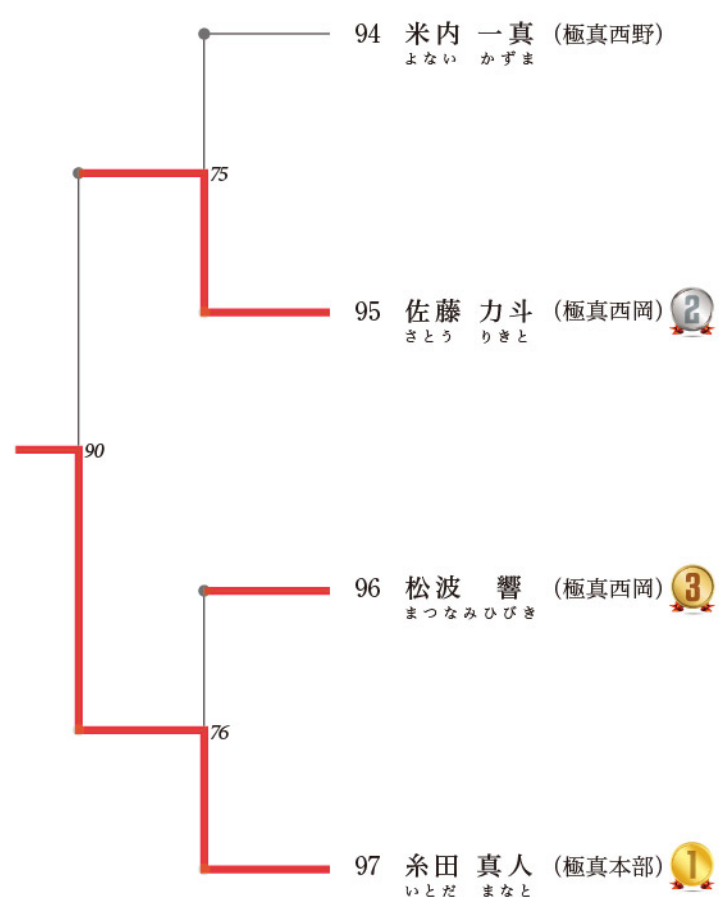 94 米内 一真 (極真西野)
よない かずま
75
95 佐藤 力斗 (極真西岡) 2
さとう りきと
90
96 松波 響 (極真西岡) 3
まつなみひびき
76
97 糸田 真人 (極真本部) 1
いとだ まなと